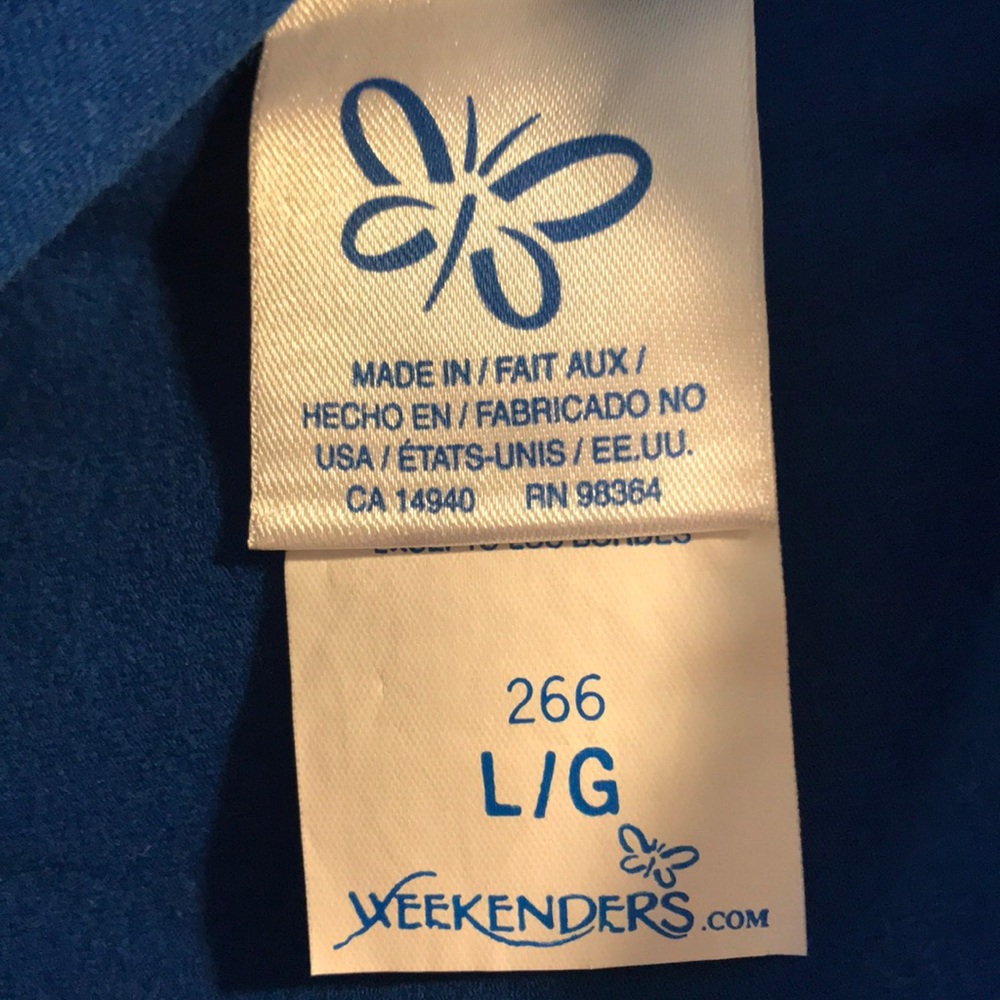 MADE IN / FAIT AUX /
HECHO EN / FABRICADO NO
USA / ÉTATS-UNIS / EE.UU.
CA 14940 RN 98364
266
L/G
WEEKENDERS.COM